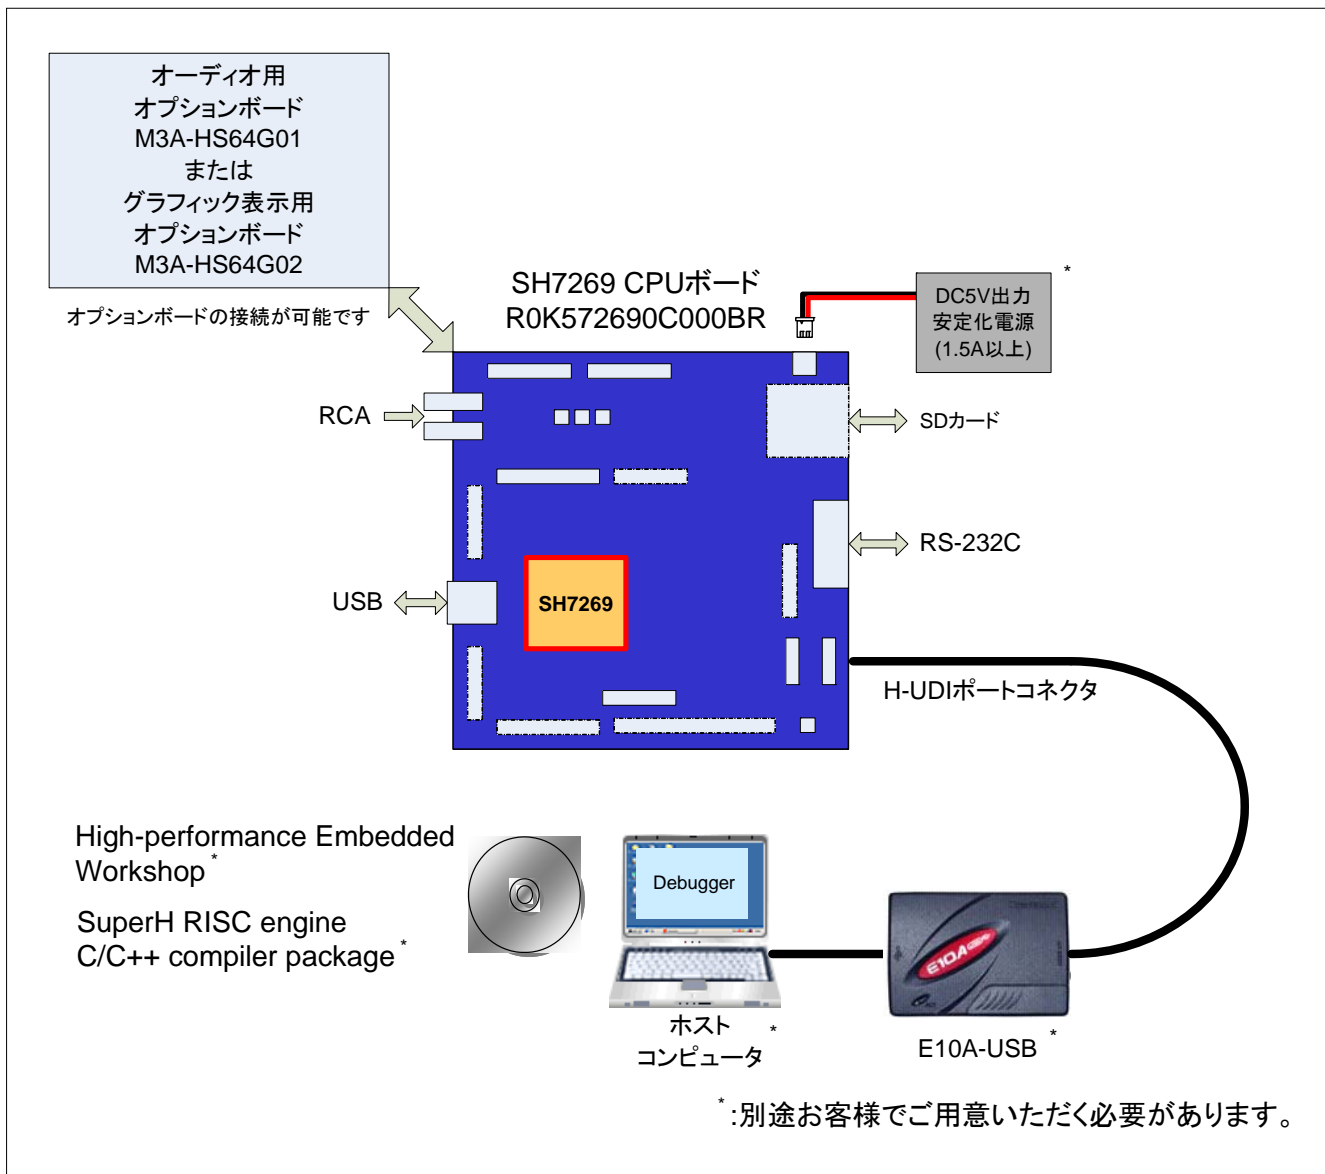 オーディオ用
オプションボード
M3A-HS64G01
または
グラフィック表示用
オプションボード
M3A-HS64G02
オプションボードの接続が可能です
SH7269 CPUボード
R0K572690C000BR
*
DC5V出力
安定化電源
(1.5A以上)
RCA
SDカード
RS-232C
USB
SH7269
H-UDIポートコネクタ
High-performance Embedded
Workshop *
SuperH RISC engine
C/C++ compiler package *
Debugger
E10A
ホスト
コンピュータ *
E10A-USB *
* :別途お客様でご用意いただく必要があります。